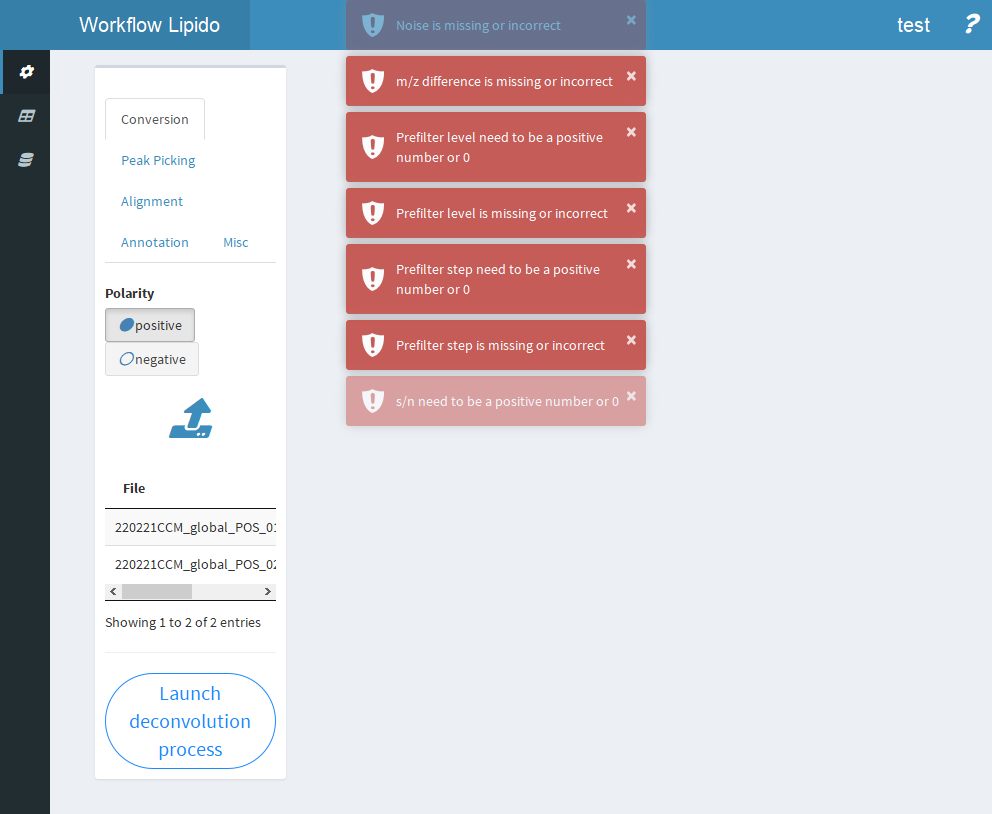 Workflow Lipido
test
?
Noise is missing or incorrect
m/z difference is missing or incorrect
Prefilter level need to be a positive
number or 0
Prefilter level is missing or incorrect
Prefilter step need to be a positive
number or 0
Prefilter step is missing or incorrect
s/n need to be a positive number or 0
Conversion
Peak Picking
Alignment
Annotation Misc
Polarity
positive
negative
File
220221CCM_global_POS_01
220221CCM_global_POS_02
Showing 1 to 2 of 2 entries
Launch
deconvolution
process